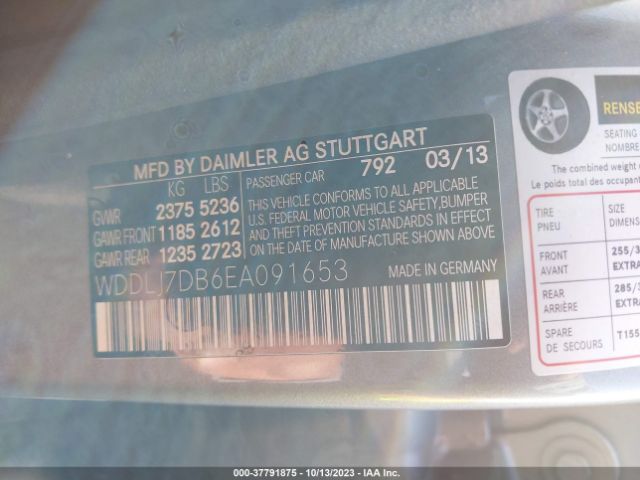 MFD BY DAIMLER AG STUTTGART
KG LBS
PASSENGER CAR 792 03/13
GVWR 2375 5236
GAWR FRONT 1185 2612
GAWR REAR 1235 2723
THIS VEHICLE CONFORMS TO ALL APPLICABLE
U.S. FEDERAL MOTOR VEHICLE SAFETY, BUMPER
AND THEFT PREVENTION STANDARDS IN EFFECT
ON THE DATE OF MANUFACTURE SHOWN ABOVE
WDDLJ7DB6EA091653
MADE IN GERMANY
RENSE
SEATING
NOMBRE
The combined weight
Le poids total des occupant
TIRE
PNEU
SIZE
DIMENS
FRONT
AVANT
255/3
EXTRA
REAR
ARRIÈRE
285/3
EXTRA
SPARE
DE SECOURS
T155
000-37791875 | 10/13/2023 | IAA Inc.